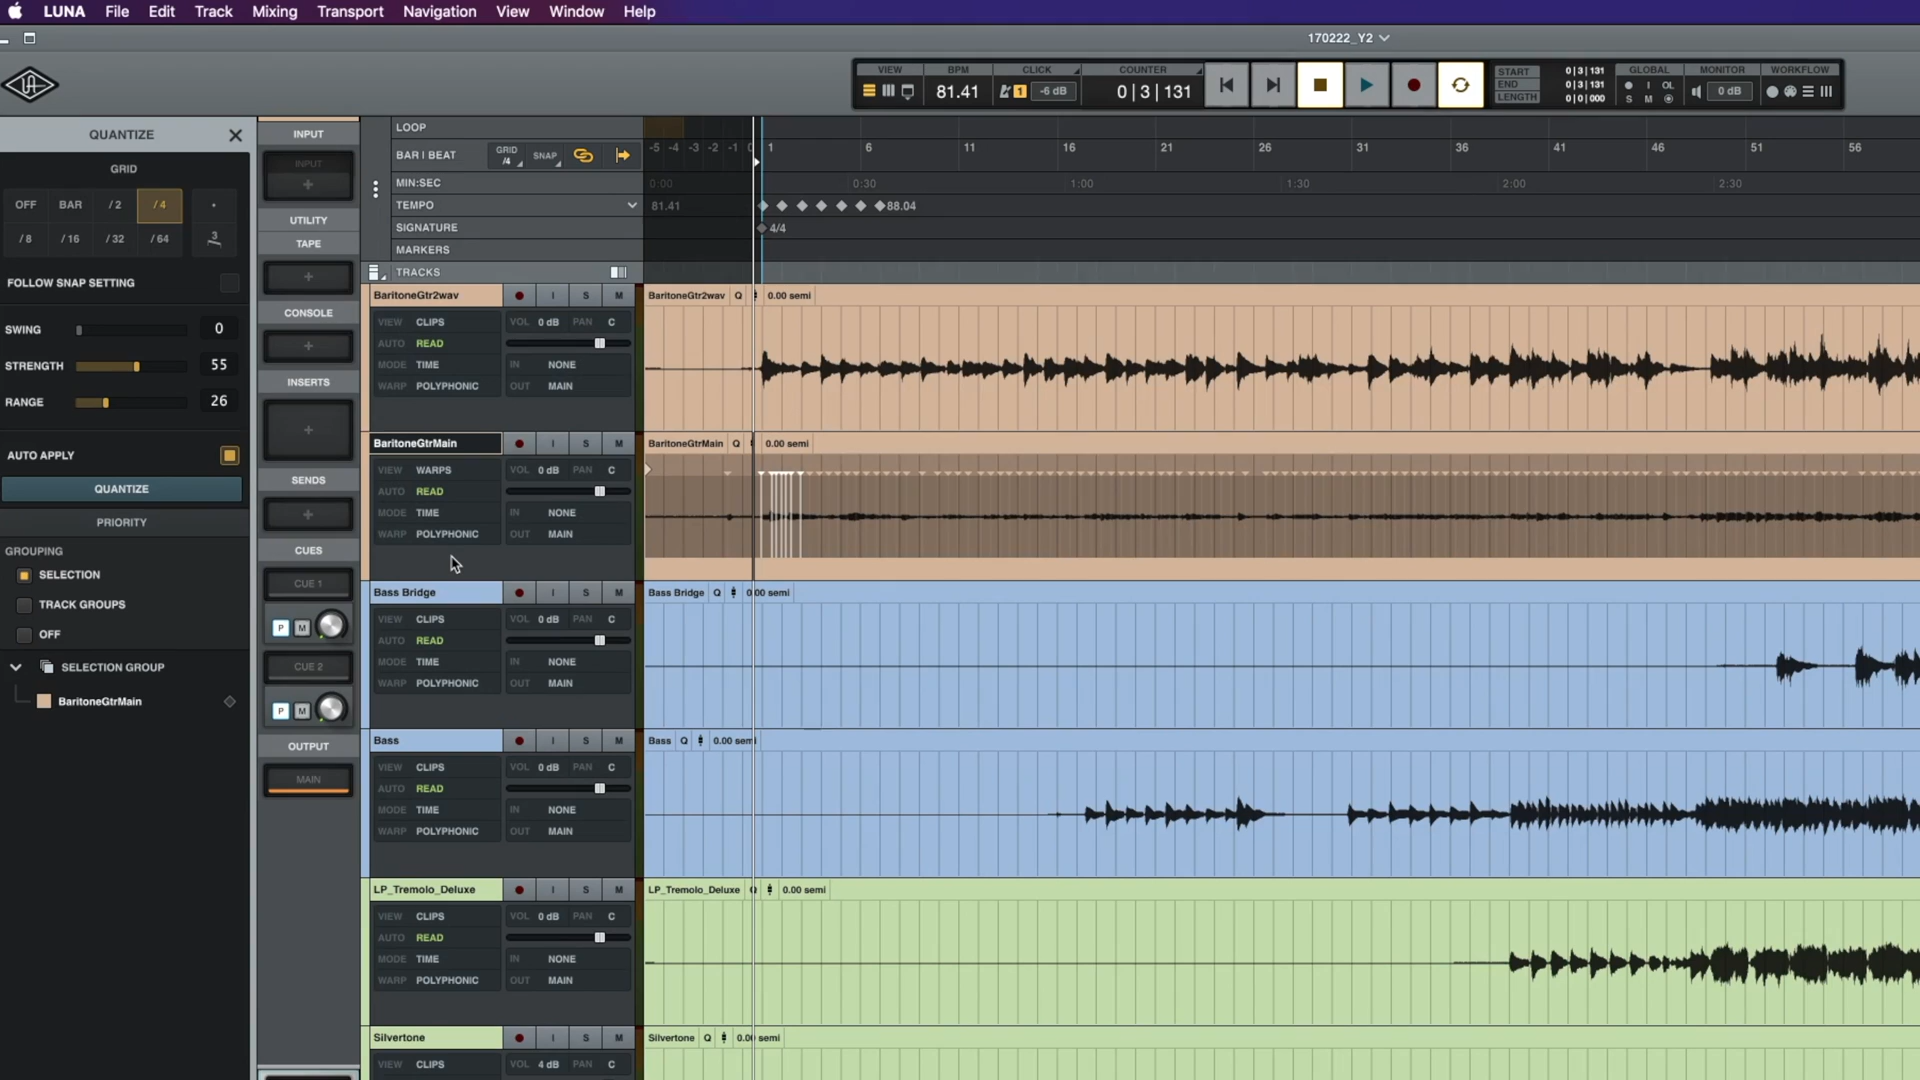 LUNA File Edit Track Mixing Transport Navigation View Window Help
170222_Y2
VIEW BPM CLICK COUNTER START 0|3|131 GLOBAL MONITOR WORKFLOW
81.41 1 -6 dB 0|3|131 END 0|3|131 I OL 0 dB
LENGTH 0|0|000 S M
QUANTIZE
GRID
OFF BAR /2 /4 .
/8 /16 /32 /64 3
FOLLOW SNAP SETTING
SWING 0
STRENGTH 55
RANGE 26
AUTO APPLY
QUANTIZE
PRIORITY
GROUPING
SELECTION
TRACK GROUPS
OFF
SELECTION GROUP
BaritoneGtrMain
INPUT
INPUT
+
UTILITY
TAPE
+
CONSOLE
+
INSERTS
+
SENDS
+
CUES
CUE 1
P M
CUE 2
P M
OUTPUT
MAIN
LOOP
BAR | BEAT GRID /4 SNAP -5 -4 -3 -2 -1 0 1 6 11 16 21 26 31 36 41 46 51 56
MIN:SEC 0:00 0:30 1:00 1:30 2:00 2:30
TEMPO 81.41 88.04
SIGNATURE 4/4
MARKERS
TRACKS
BaritoneGtr2wav I S M BaritoneGtr2wav Q 0.00 semi
VIEW CLIPS VOL 0 dB PAN C
AUTO READ
MODE TIME IN NONE
WARP POLYPHONIC OUT MAIN
BaritoneGtrMain I S M BaritoneGtrMain Q 0.00 semi
VIEW WARPS VOL 0 dB PAN C
AUTO READ
MODE TIME IN NONE
WARP POLYPHONIC OUT MAIN
Bass Bridge I S M Bass Bridge Q 0.00 semi
VIEW CLIPS VOL 0 dB PAN C
AUTO READ
MODE TIME IN NONE
WARP POLYPHONIC OUT MAIN
Bass I S M Bass Q 0.00 semi
VIEW CLIPS VOL 0 dB PAN C
AUTO READ
MODE TIME IN NONE
WARP POLYPHONIC OUT MAIN
LP_Tremolo_Deluxe I S M LP_Tremolo_Deluxe Q 0.00 semi
VIEW CLIPS VOL 0 dB PAN C
AUTO READ
MODE TIME IN NONE
WARP POLYPHONIC OUT MAIN
Silvertone I S M Silvertone Q 0.00 semi
VIEW CLIPS VOL 4 dB PAN C